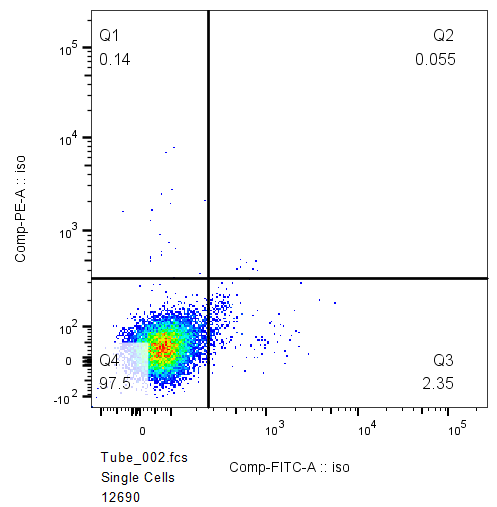 Q1
0.14
Q2
0.055
10^5
10^4
10^3
10^2
0
-10^2
Comp-PE-A :: iso
Q4
97.5
Q3
2.35
0
10^3
10^4
10^5
Comp-FITC-A :: iso
Tube_002.fcs
Single Cells
12690